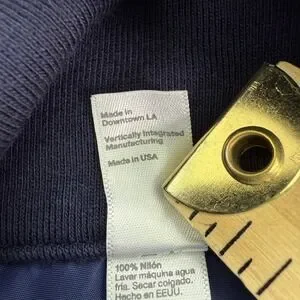 Made in
Downtown LA
Vertically Integrated
Manufacturing
Made in USA
100% Nilón
Lavar máquina agua
fría. Secar colgado.
Hecho en EEUU.